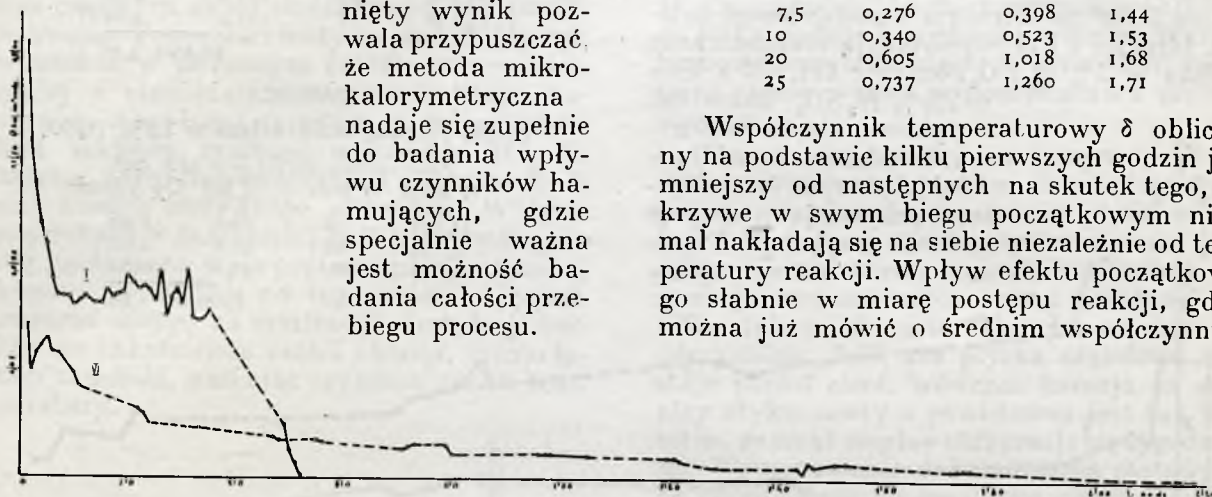 nięty wynik poz-
wala przypuszczać,
że metoda mikro-
kalorymetryczna
nadaje się zupełnie
do badania wpły-
wu czynników ha-
mujących, gdzie
specjalnie ważna
jest możność ba-
dania całości prze-
biegu procesu.
I
7,5 0,276 0,398 1,44
10 0,340 0,523 1,53
20 0,605 1,018 1,68
25 0,737 1,260 1,71
Współczynnik temperaturowy δ oblic
ny na podstawie kilku pierwszych godzin j
mniejszy od następnych na skutek tego,
krzywe w swym biegu początkowym ni
mal nakładają się na siebie niezależnie od te
peratury reakcji. Wpływ efektu początkow
go słabnie w miarę postępu reakcji, gd
można już mówić o średnim współczynn